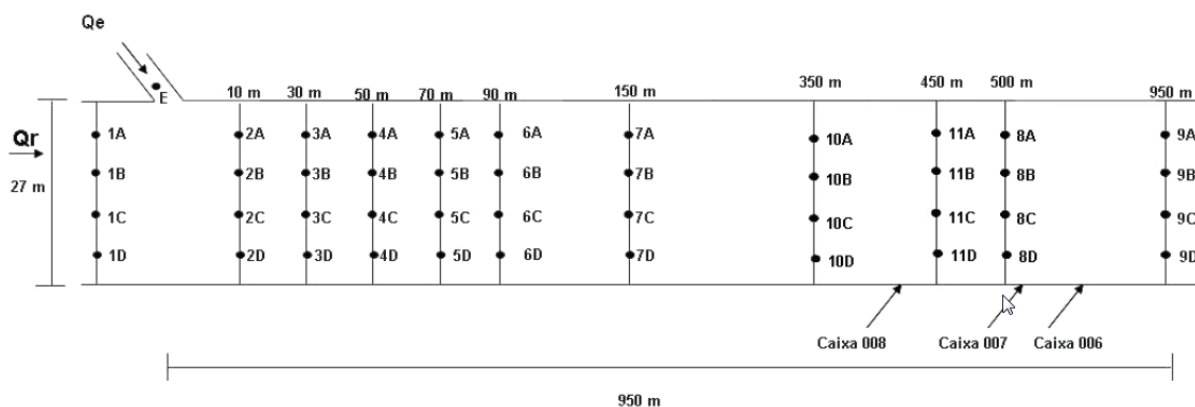 Qe
E
10 m 30 m 50 m 70 m 90 m 150 m 350 m 450 m 500 m 950 m
1A 2A 3A 4A 5A 6A 7A 10A 11A 8A 9A
Qr
1B 2B 3B 4B 5B 6B 7B 10B 11B 8B 9B
27 m
1C 2C 3C 4C 5C 6C 7C 10C 11C 8C 9C
1D 2D 3D 4D 5D 6D 7D 10D 11D 8D 9D
Caixa 008 Caixa 007 Caixa 006
950 m